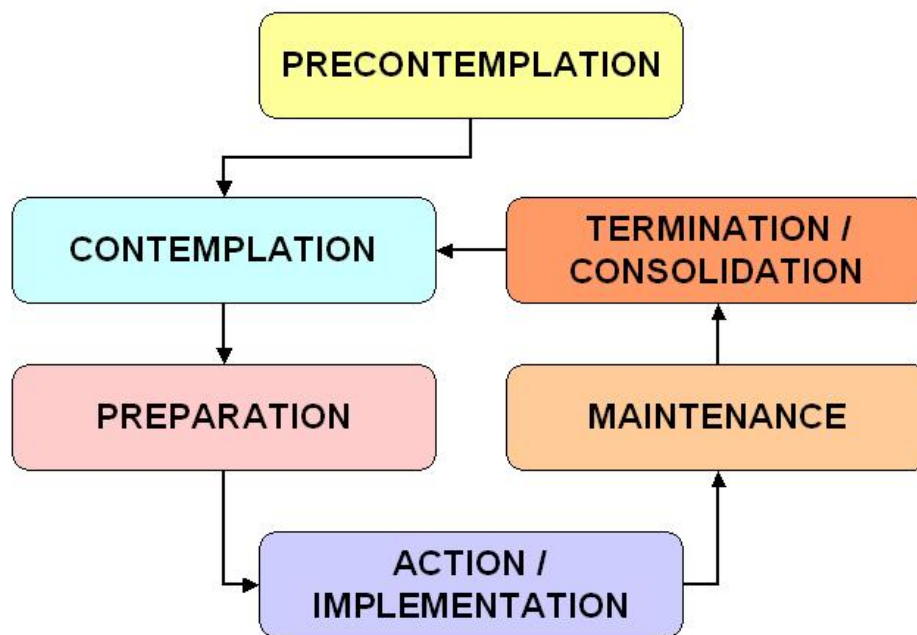 PRECONTEMPLATION
CONTEMPLATION
TERMINATION /
CONSOLIDATION
PREPARATION
MAINTENANCE
ACTION /
IMPLEMENTATION